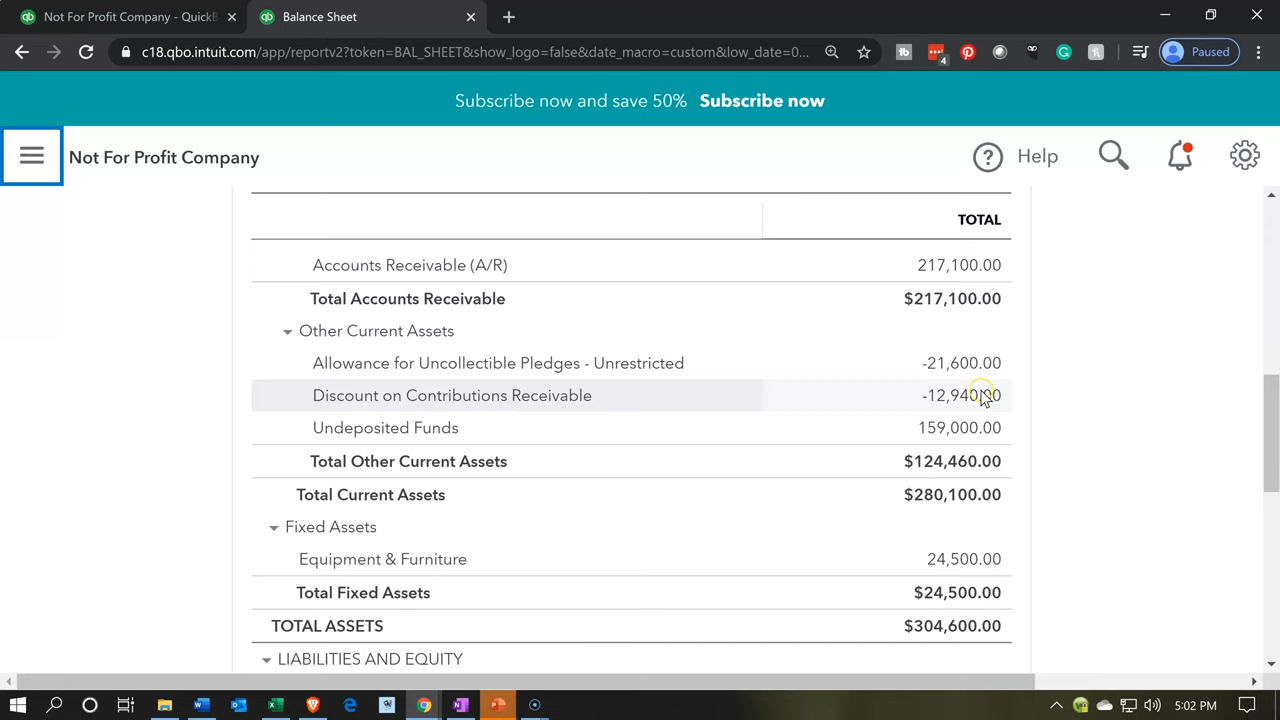 Not For Profit Company - QuickB
Balance Sheet
c18.qbo.intuit.com/app/reportv2?token=BAL_SHEET&show_logo=false&date_macro=custom&low_date=0...
4
Paused
Subscribe now and save 50% Subscribe now
Not For Profit Company
Help
TOTAL
Accounts Receivable (A/R) 217,100.00
Total Accounts Receivable $217,100.00
Other Current Assets
Allowance for Uncollectible Pledges - Unrestricted -21,600.00
Discount on Contributions Receivable -12,940.00
Undeposited Funds 159,000.00
Total Other Current Assets $124,460.00
Total Current Assets $280,100.00
Fixed Assets
Equipment & Furniture 24,500.00
Total Fixed Assets $24,500.00
TOTAL ASSETS $304,600.00
LIABILITIES AND EQUITY
5:02 PM